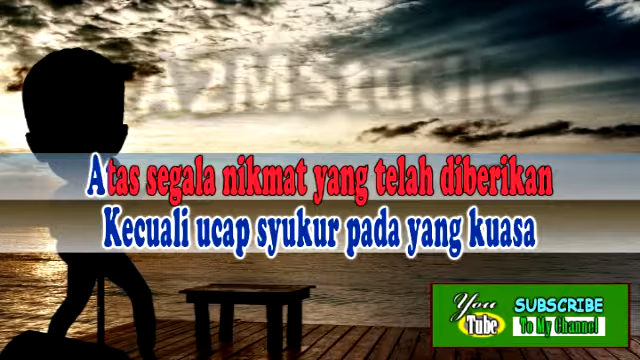 A2MStudio
Atas segala nikmat yang telah diberikan
Kecuali ucap syukur pada yang kuasa
You
Tube
SUBSCRIBE
To My Channel